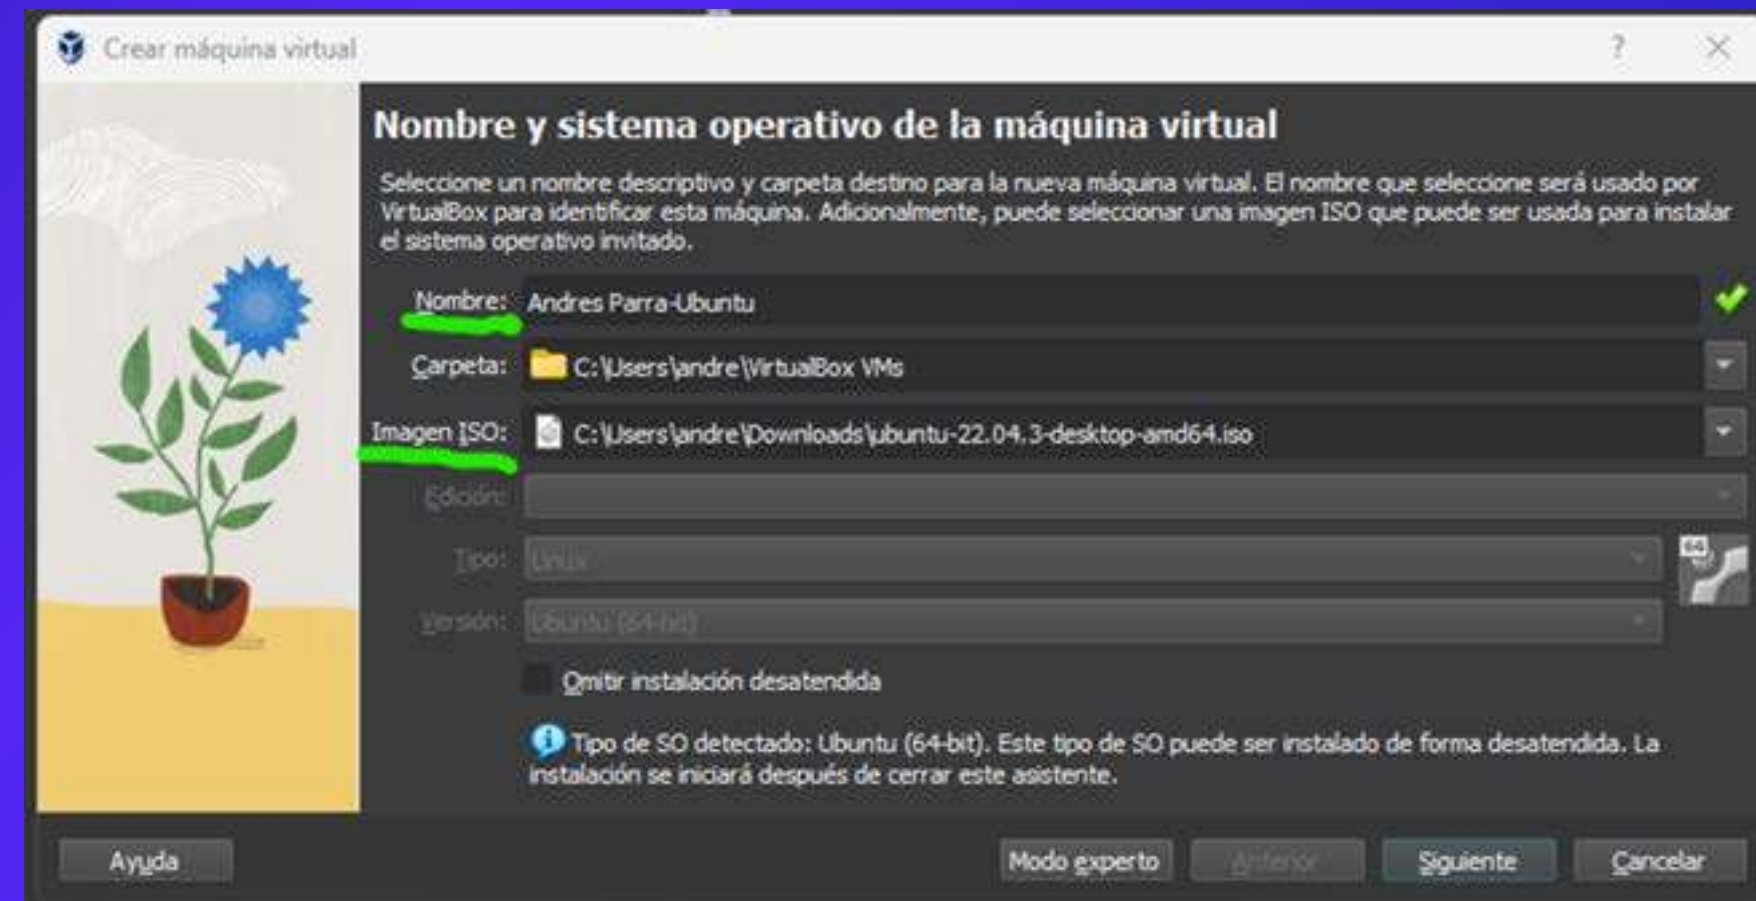 Crear máquina virtual
Nombre y sistema operativo de la máquina virtual
Seleccione un nombre descriptivo y carpeta destino para la nueva máquina virtual. El nombre que seleccione será usado por
VirtualBox para identificar esta máquina. Adicionalmente, puede seleccionar una imagen ISO que puede ser usada para instalar
el sistema operativo invitado.
Nombre: Andres Parra-Ubuntu
Carpeta: C:\Users\andre\VirtualBox VMs
Imagen ISO: C:\Users\andre\Downloads\ubuntu-22.04.3-desktop-amd64.iso
Edición:
Tipo: Linux
64
Versión: Ubuntu (64-bit)
Omitir instalación desatendida
Tipo de SO detectado: Ubuntu (64-bit). Este tipo de SO puede ser instalado de forma desatendida. La
instalación se iniciará después de cerrar este asistente.
Ayuda Modo experto Anterior Siguiente Cancelar